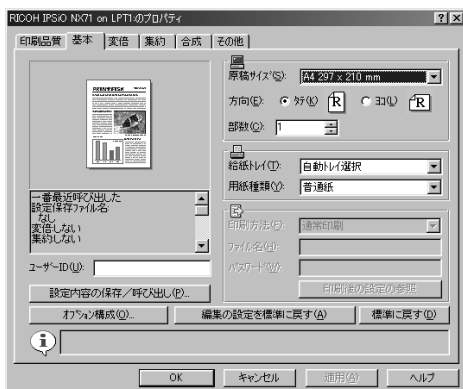 RICOH IPSiO NX71 on LPT1:のプロパティ
印刷品質 基本 変倍 集約 合成 その他
原稿サイズ(S): A4 297 x 210 mm
方向(E): タテ(K) R ヨコ(L) R
部数(C): 1
給紙トレイ(T): 自動トレイ選択
用紙種類(Y): 普通紙
一番最近呼び出した
設定保存ファイル名:
なし
変倍しない
集約しない
印刷方法(F): 通常印刷
ファイル名(H):
パスワード(W):
印刷後の設定の参照
ユーザーID(U):
設定内容の保存/呼び出し(P)...
オプション構成(O)... 編集の設定を標準に戻す(A) 標準に戻す(D)
OK キャンセル 適用(A) ヘルプ